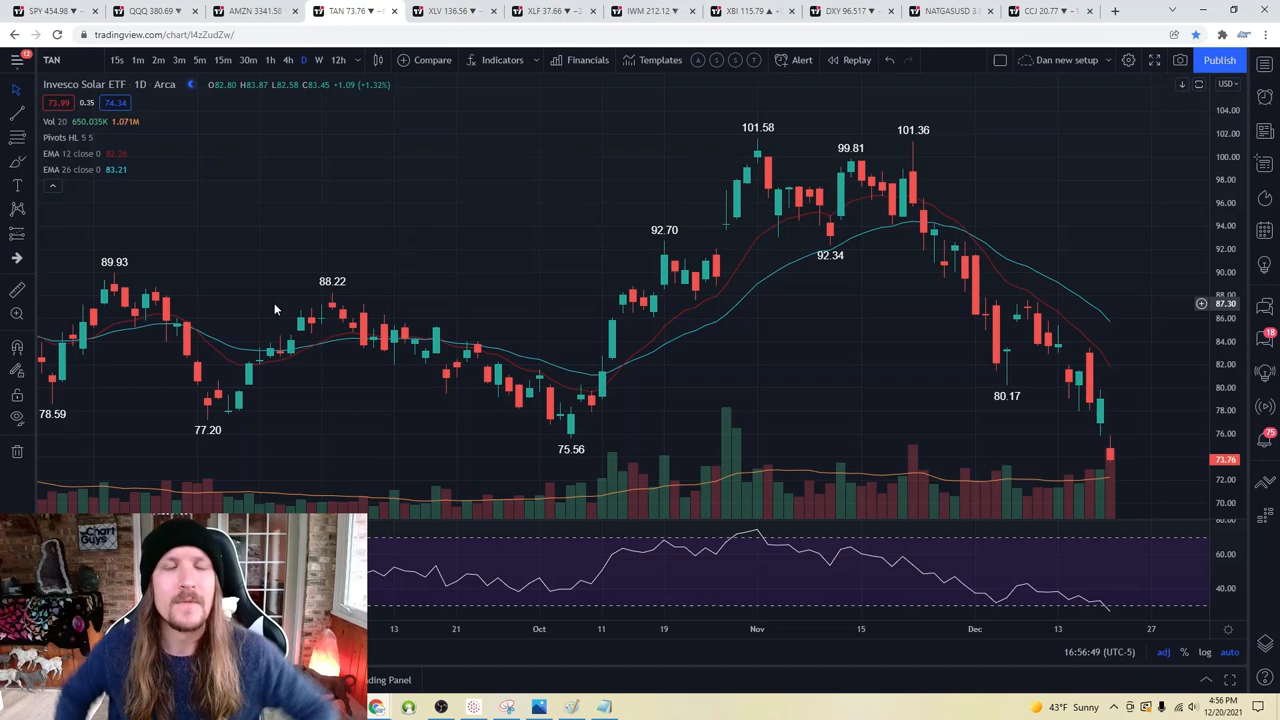 SPY 454.98
QQQ 380.69
AMZN 3341.58
TAN 73.76
XLV 136.56
XLF 37.66
IWM 212.12
XBI 115.79
DXY 96.517
NATGASUSD 3.
CCJ 20.77
tradingview.com/chart/l4zZudZw/
12
TAN
15s 1m 2m 3m 5m 15m 30m 1h 4h D W 12h
Compare
Indicators
Financials
Templates
A S S T
Alert
Replay
Dan new setup
Publish
Invesco Solar ETF · 1D · Arca
O82.80 H83.87 L82.58 C83.45 +1.09 (+1.32%)
USD
73.99 0.35 74.34
Vol 20 650.035K 1.071M
Pivots HL 5 5
EMA 12 close 0 82.26
EMA 26 close 0 83.21
104.00
102.00
100.00
98.00
96.00
94.00
92.00
90.00
88.00
87.30
86.00
84.00
82.00
80.00
78.00
76.00
73.76
72.00
70.00
80.00
60.00
40.00
101.58
101.36
99.81
92.70
92.34
89.93
88.22
80.17
78.59
77.20
75.56
18
75
Chart
Guys
13 21 Oct 11 19 Nov 15 Dec 13 27
16:56:49 (UTC-5) adj % log auto
ding Panel
43°F Sunny
4:56 PM
12/20/2021